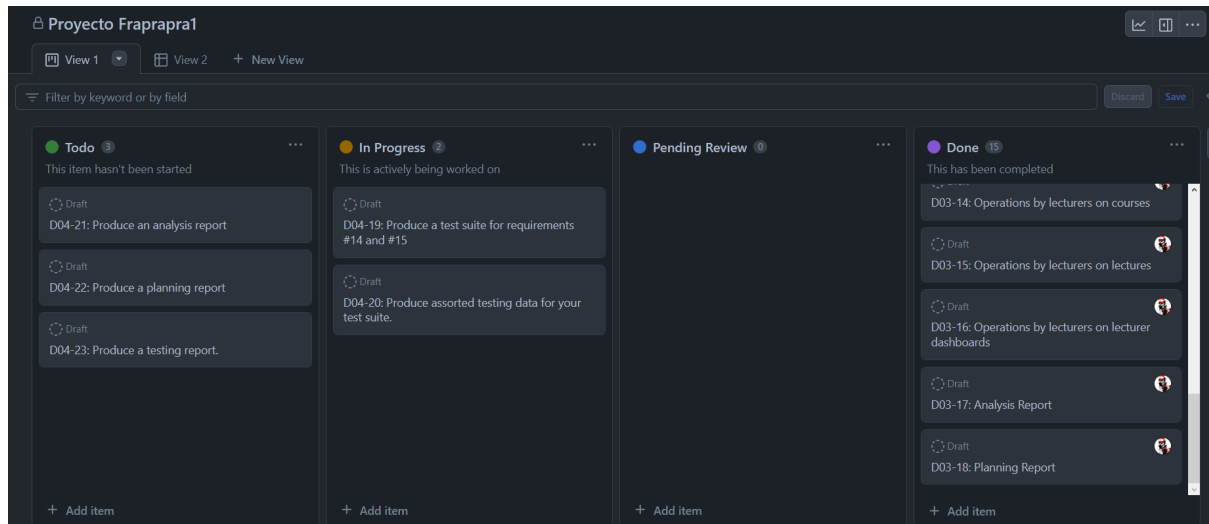 Proyecto Fraprapra1
View 1
View 2
+ New View
Filter by keyword or by field
Discard
Save
Todo 3
This item hasn't been started
Draft
D04-21: Produce an analysis report
Draft
D04-22: Produce a planning report
Draft
D04-23: Produce a testing report.
+ Add item
In Progress 2
This is actively being worked on
Draft
D04-19: Produce a test suite for requirements
#14 and #15
Draft
D04-20: Produce assorted testing data for your
test suite.
+ Add item
Pending Review 0
+ Add item
Done 15
This has been completed
Draft
D03-14: Operations by lecturers on courses
Draft
D03-15: Operations by lecturers on lectures
Draft
D03-16: Operations by lecturers on lecturer
dashboards
Draft
D03-17: Analysis Report
Draft
D03-18: Planning Report
+ Add item